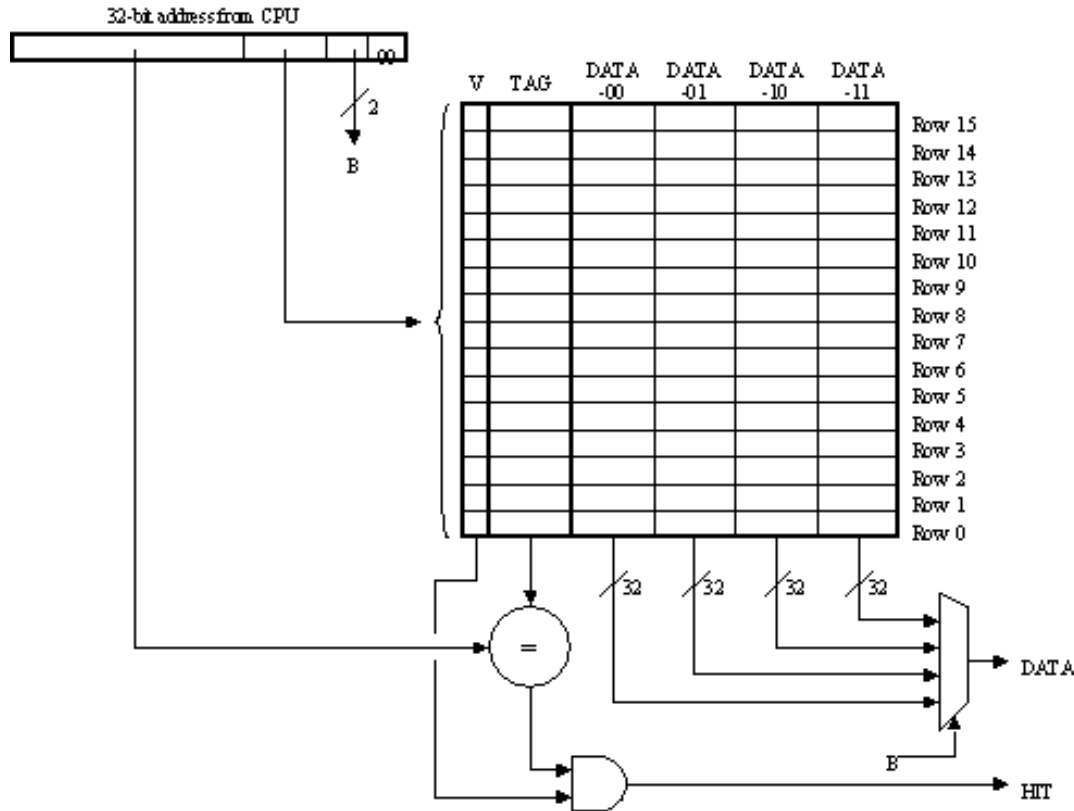 32-bit address from CPU
00
2
B
V TAG DATA DATA DATA DATA
-00 -01 -10 -11
Row 15
Row 14
Row 13
Row 12
Row 11
Row 10
Row 9
Row 8
Row 7
Row 6
Row 5
Row 4
Row 3
Row 2
Row 1
Row 0
32 32 32 32
=
DATA
B
HIT